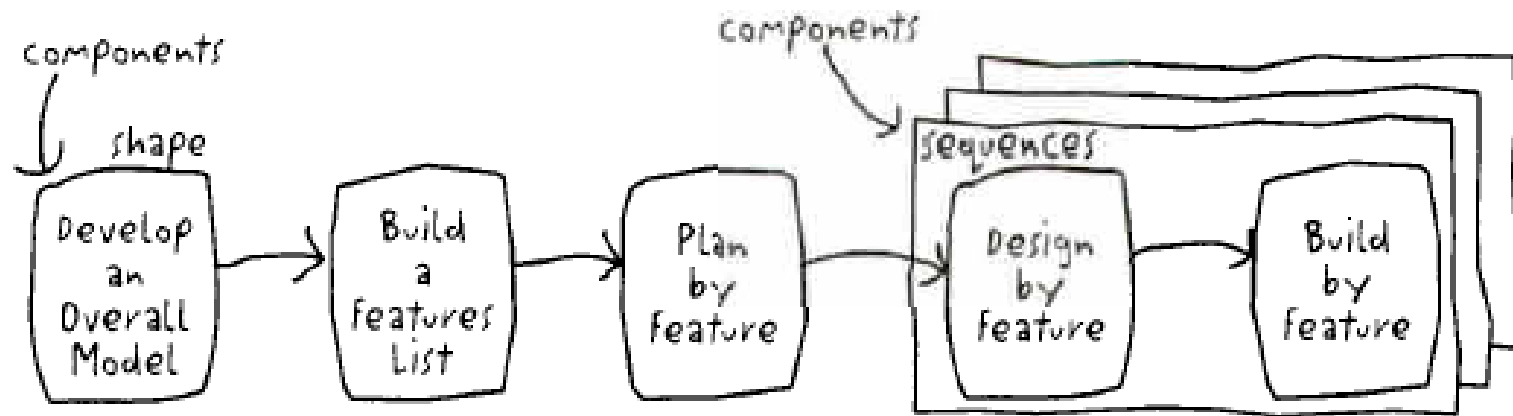 components
shape
Develop
an
Overall
Model
Build
a
Features
List
Plan
by
Feature
components
sequences
Design
by
Feature
Build
by
Feature